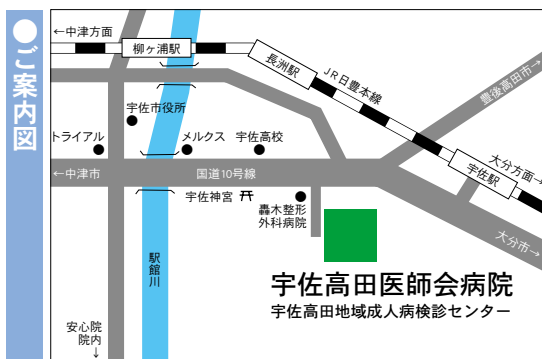 ●ご案内図
←中津方面
柳ヶ浦駅
長洲駅
JR日豊本線
豊後高田市→
宇佐市役所
トライアル
メルクス
宇佐高校
宇佐駅
大分方面→
←中津市
国道10号線
宇佐神宮
轟木整形
外科病院
大分市→
駅館川
宇佐高田医師会病院
宇佐高田地域成人病検診センター
安心院
院内
↓